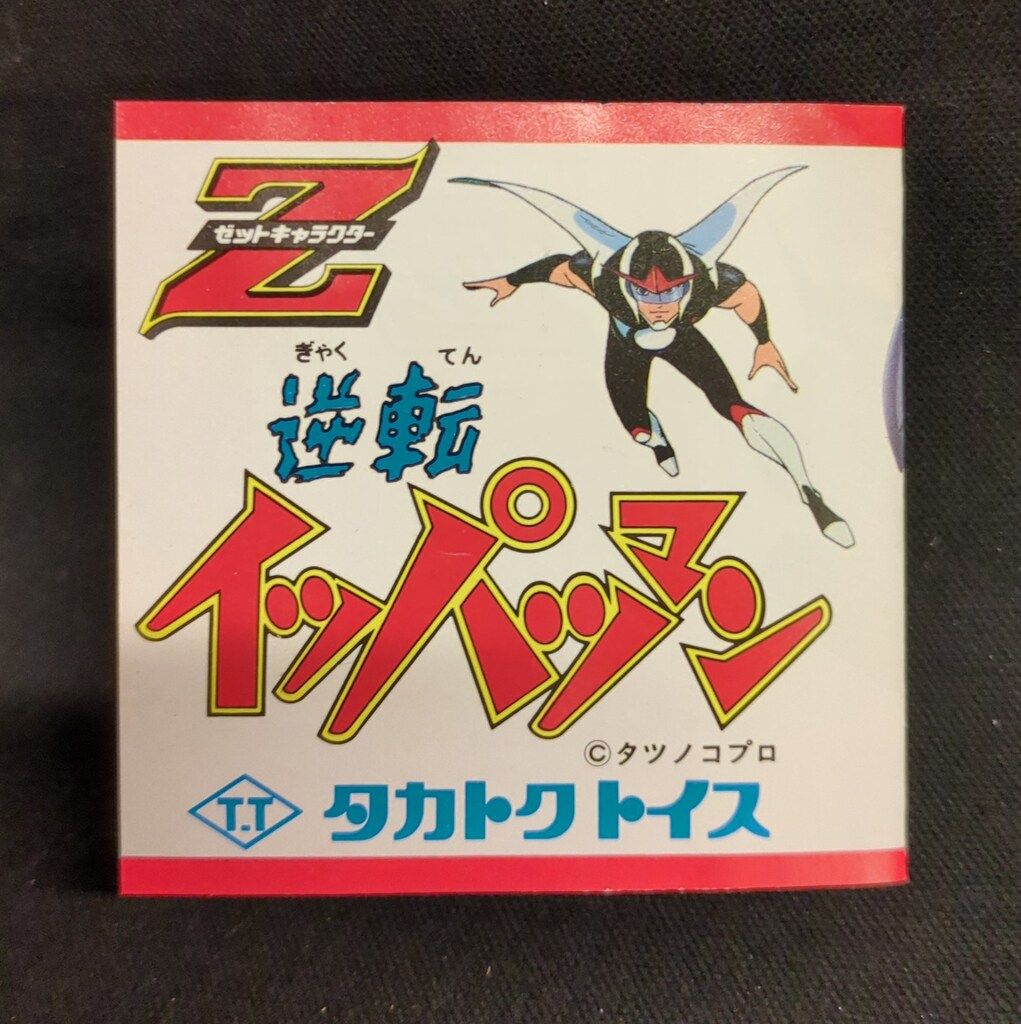 Z
ゼットキャラクター
ぎゃく てん
逆転
イッパツマン
©タツノコプロ
T.T タカトクトイス